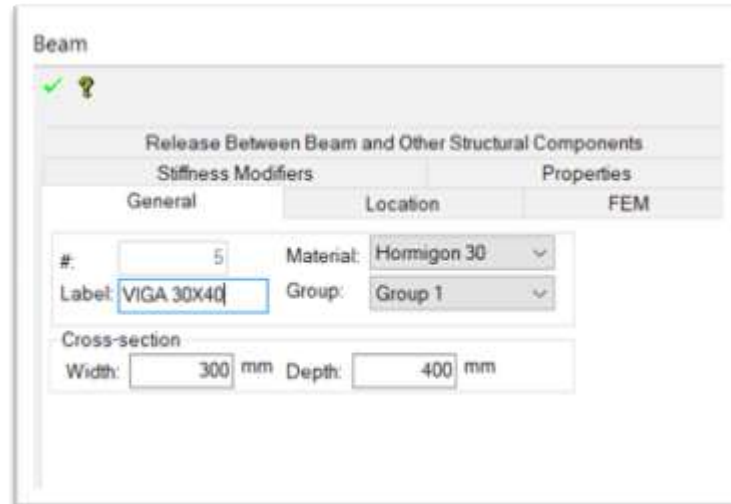 Beam
Release Between Beam and Other Structural Components
Stiffness Modifiers Properties
General Location FEM
#: 5 Material: Hormigon 30
Label: VIGA 30X40 Group: Group 1
Cross-section
Width: 300 mm Depth: 400 mm